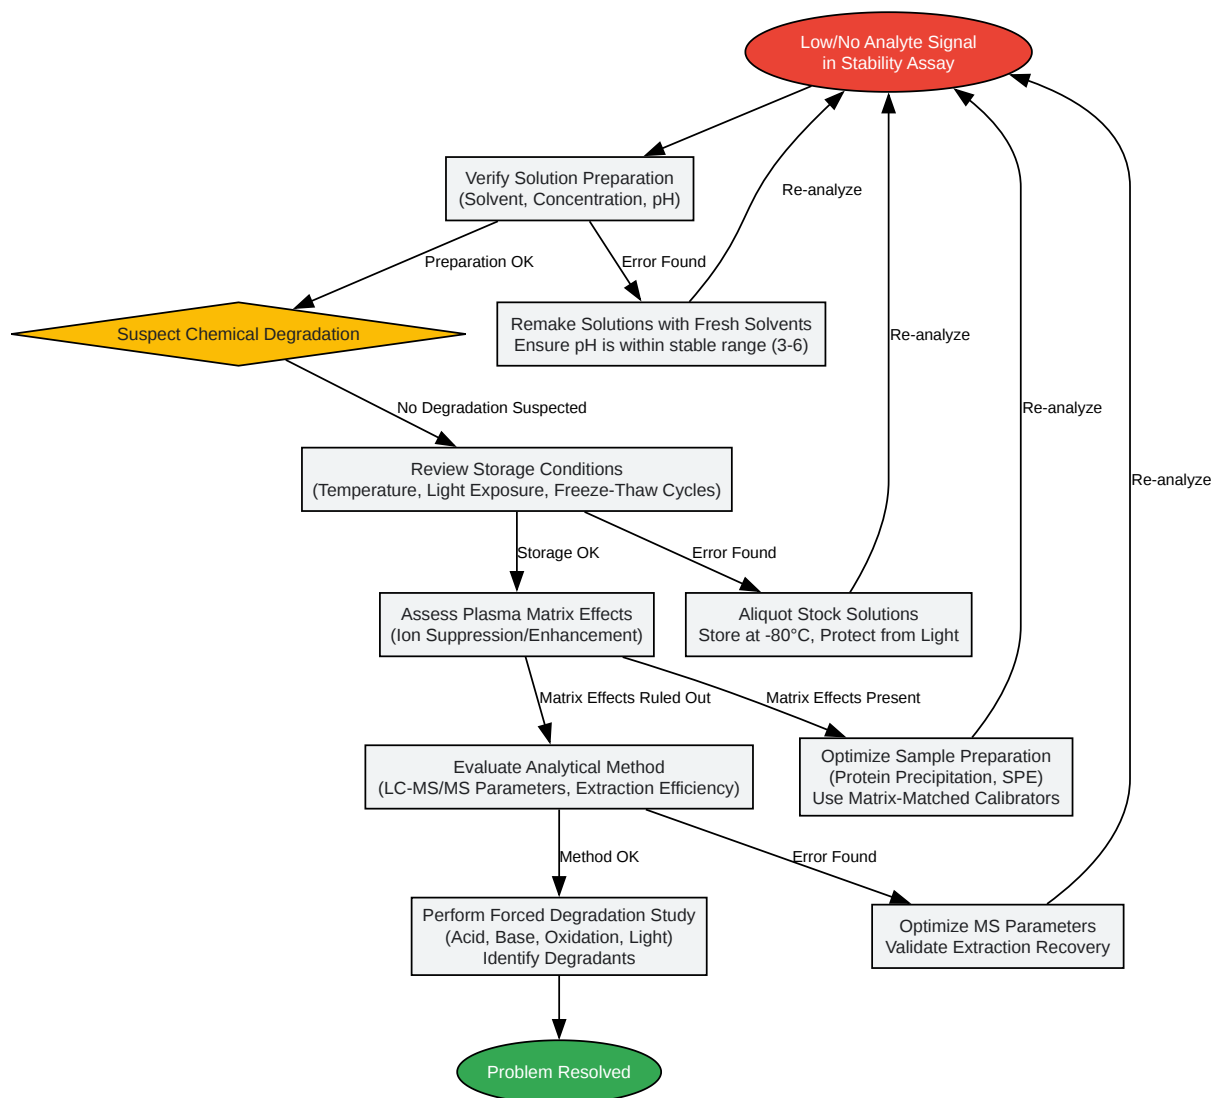 Low/No Analyte Signal
in Stability Assay
Verify Solution Preparation
(Solvent, Concentration, pH)
Re-analyze
Preparation OK
Error Found
Suspect Chemical Degradation
Remake Solutions with Fresh Solvents
Ensure pH is within stable range (3-6)
Re-analyze
No Degradation Suspected
Re-analyze
Review Storage Conditions
(Temperature, Light Exposure, Freeze-Thaw Cycles)
Re-analyze
Storage OK
Error Found
Assess Plasma Matrix Effects
(Ion Suppression/Enhancement)
Aliquot Stock Solutions
Store at -80°C, Protect from Light
Matrix Effects Ruled Out
Matrix Effects Present
Evaluate Analytical Method
(LC-MS/MS Parameters, Extraction Efficiency)
Optimize Sample Preparation
(Protein Precipitation, SPE)
Use Matrix-Matched Calibrators
Method OK
Error Found
Perform Forced Degradation Study
(Acid, Base, Oxidation, Light)
Identify Degradants
Optimize MS Parameters
Validate Extraction Recovery
Problem Resolved